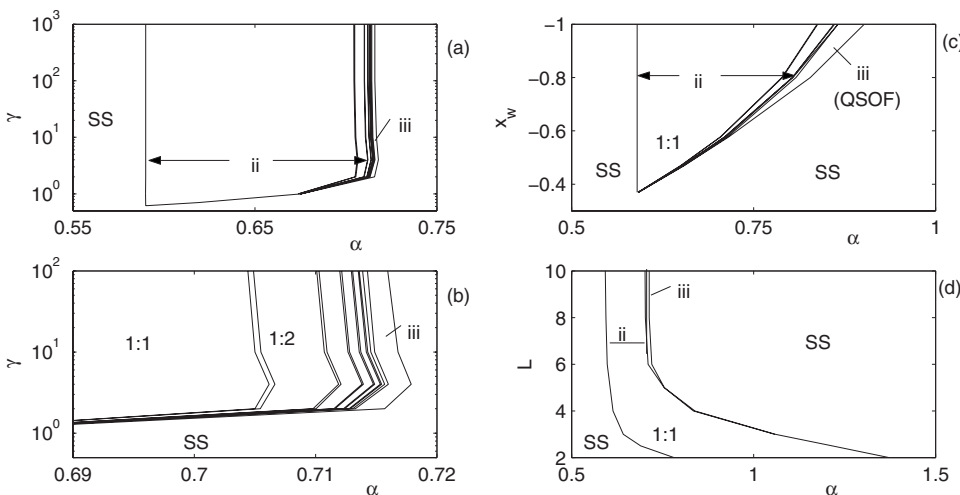 10³
10²
10¹
10⁰
γ
SS
ii
iii
(a)
0.55
0.65
0.75
α
−1
−0.8
−0.6
−0.4
x_w
ii
iii
(QSOF)
1:1
SS
SS
(c)
0.5
0.75
1
α
10²
10¹
10⁰
γ
1:1
1:2
iii
SS
(b)
0.69
0.7
0.71
0.72
α
10
8
6
4
2
L
ii
iii
SS
SS
1:1
(d)
0.5
1
1.5
α